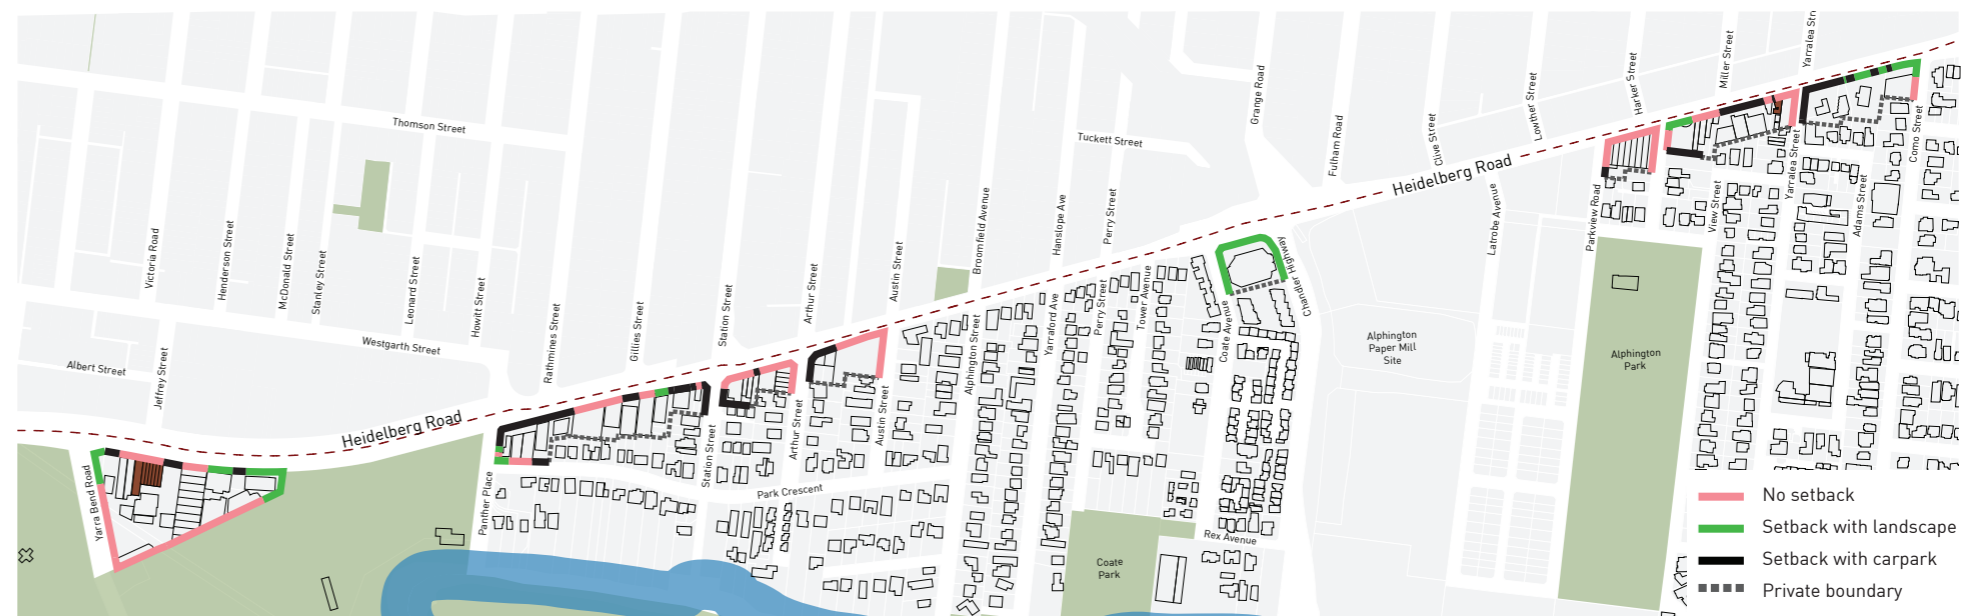 Thomson Street
Victoria Road
Henderson Street
McDonald Street
Stanley Street
Leonard Street
Howitt Street
Rathmines Street
Gillies Street
Station Street
Arthur Street
Austin Street
Broomfield Avenue
Hanslope Ave
Perry Street
Tuckett Street
Grange Road
Fulham Road
Clive Street
Lowther Street
Harker Street
Miller Street
Yarralea Str
Albert Street
Jeffrey Street
Westgarth Street
Heidelberg Road
Heidelberg Road
Yarra Bend Road
Panther Place
Station Street
Arthur Street
Austin Street
Park Crescent
Alphington Street
Yarraford Ave
Perry Street
Tower Avenue
Coate Avenue
Chandler Highway
Rex Avenue
Coate
Park
Alphington
Paper Mill
Site
Latrobe Avenue
Parkview Road
Alphington
Park
View Street
Yarralea Street
Adams Street
Como Street
No setback
Setback with landscape
Setback with carpark
Private boundary